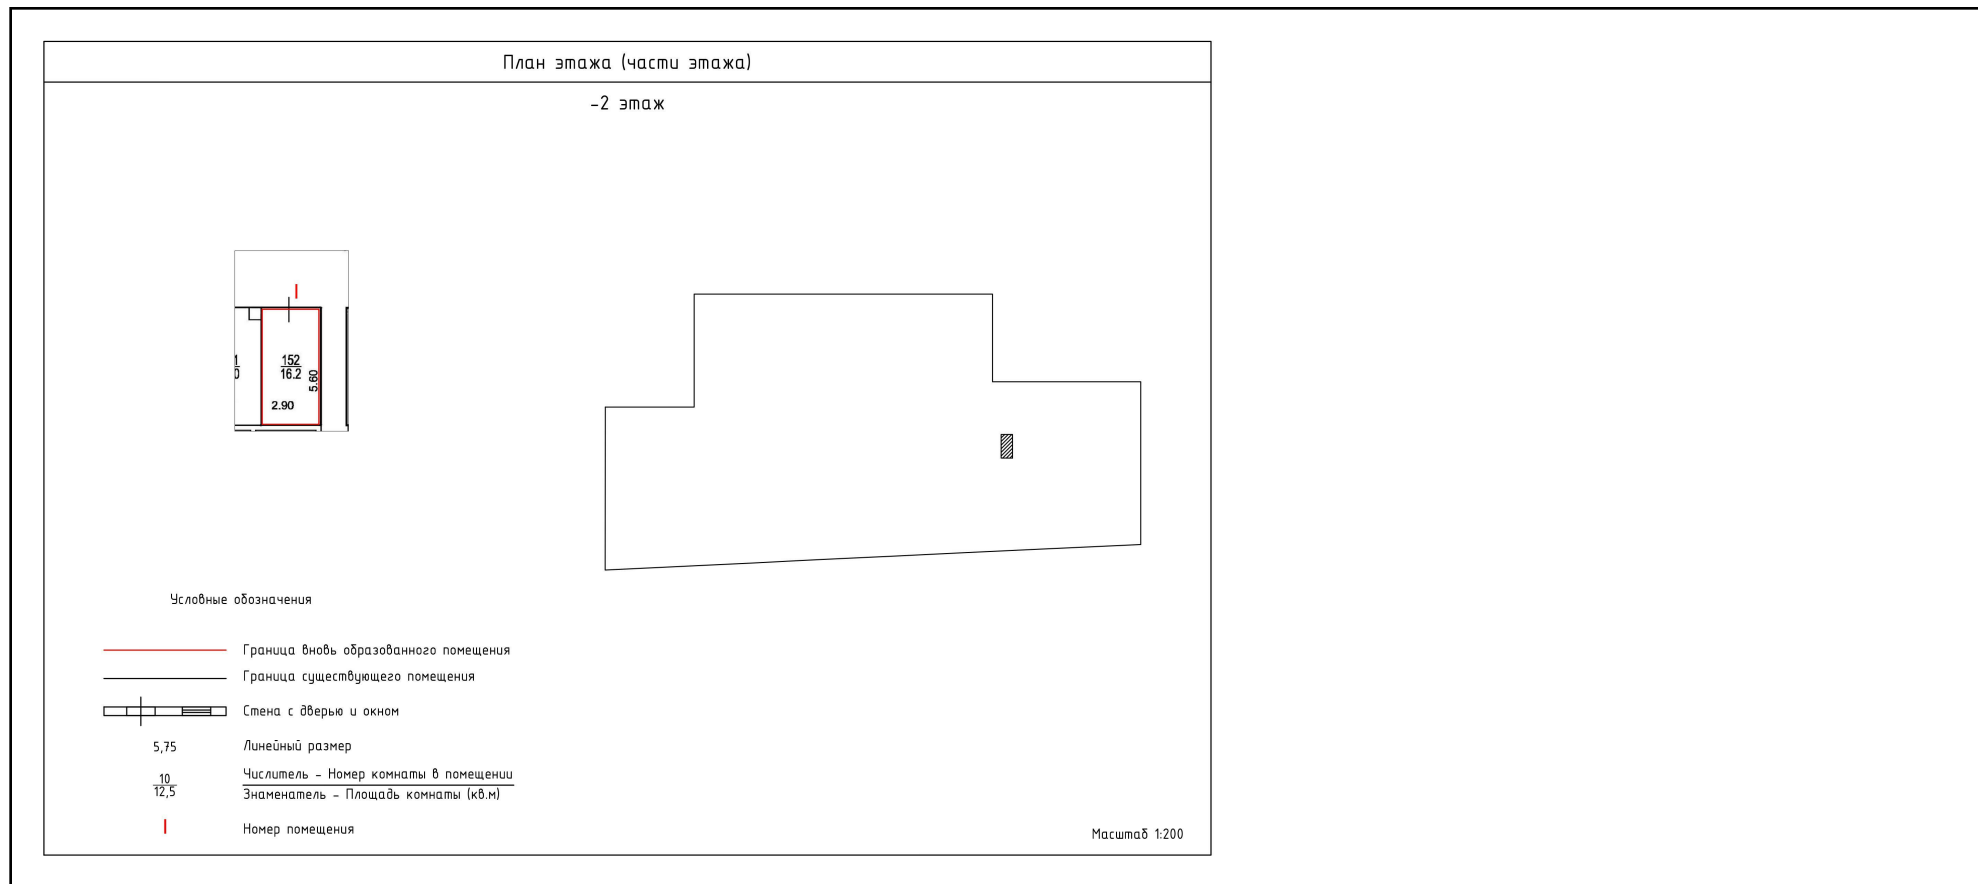 План этажа (части этажа)
-2 этаж
I
1
0
152
16.2
5.60
2.90
Условные обозначения
Граница вновь образованного помещения
Граница существующего помещения
Стена с дверью и окном
5,75 Линейный размер
10 Числитель - Номер комнаты в помещении
12,5 Знаменатель - Площадь комнаты (кв.м)
I Номер помещения
Масштаб 1:200